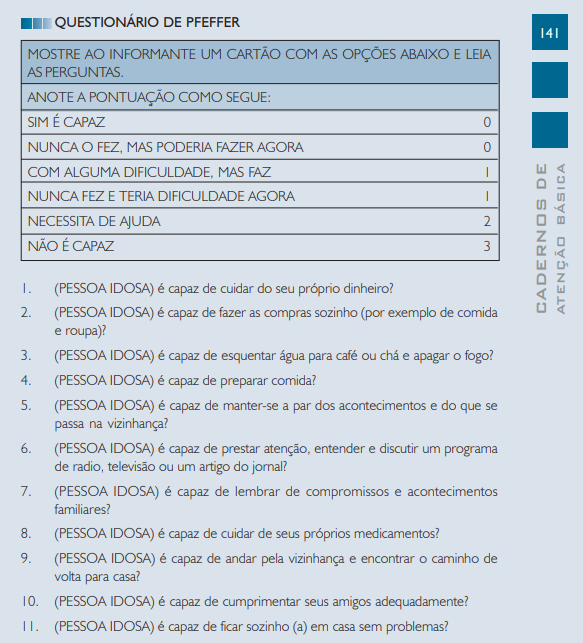 QUESTIONÁRIO DE PFEFFER
141
MOSTRE AO INFORMANTE UM CARTÃO COM AS OPÇÕES ABAIXO E LEIA
AS PERGUNTAS.
ANOTE A PONTUAÇÃO COMO SEGUE:
SIM É CAPAZ 0
NUNCA O FEZ, MAS PODERIA FAZER AGORA 0
COM ALGUMA DIFICULDADE, MAS FAZ 1
NUNCA FEZ E TERIA DIFICULDADE AGORA 1
NECESSITA DE AJUDA 2
NÃO É CAPAZ 3
CADERNOS DE
ATENÇÃO BÁSICA
1. (PESSOA IDOSA) é capaz de cuidar do seu próprio dinheiro?
2. (PESSOA IDOSA) é capaz de fazer as compras sozinho (por exemplo de comida
e roupa)?
3. (PESSOA IDOSA) é capaz de esquentar água para café ou chá e apagar o fogo?
4. (PESSOA IDOSA) é capaz de preparar comida?
5. (PESSOA IDOSA) é capaz de manter-se a par dos acontecimentos e do que se
passa na vizinhança?
6. (PESSOA IDOSA) é capaz de prestar atenção, entender e discutir um programa
de radio, televisão ou um artigo do jornal?
7. (PESSOA IDOSA) é capaz de lembrar de compromissos e acontecimentos
familiares?
8. (PESSOA IDOSA) é capaz de cuidar de seus próprios medicamentos?
9. (PESSOA IDOSA) é capaz de andar pela vizinhança e encontrar o caminho de
volta para casa?
10. (PESSOA IDOSA) é capaz de cumprimentar seus amigos adequadamente?
11. (PESSOA IDOSA) é capaz de ficar sozinho (a) em casa sem problemas?